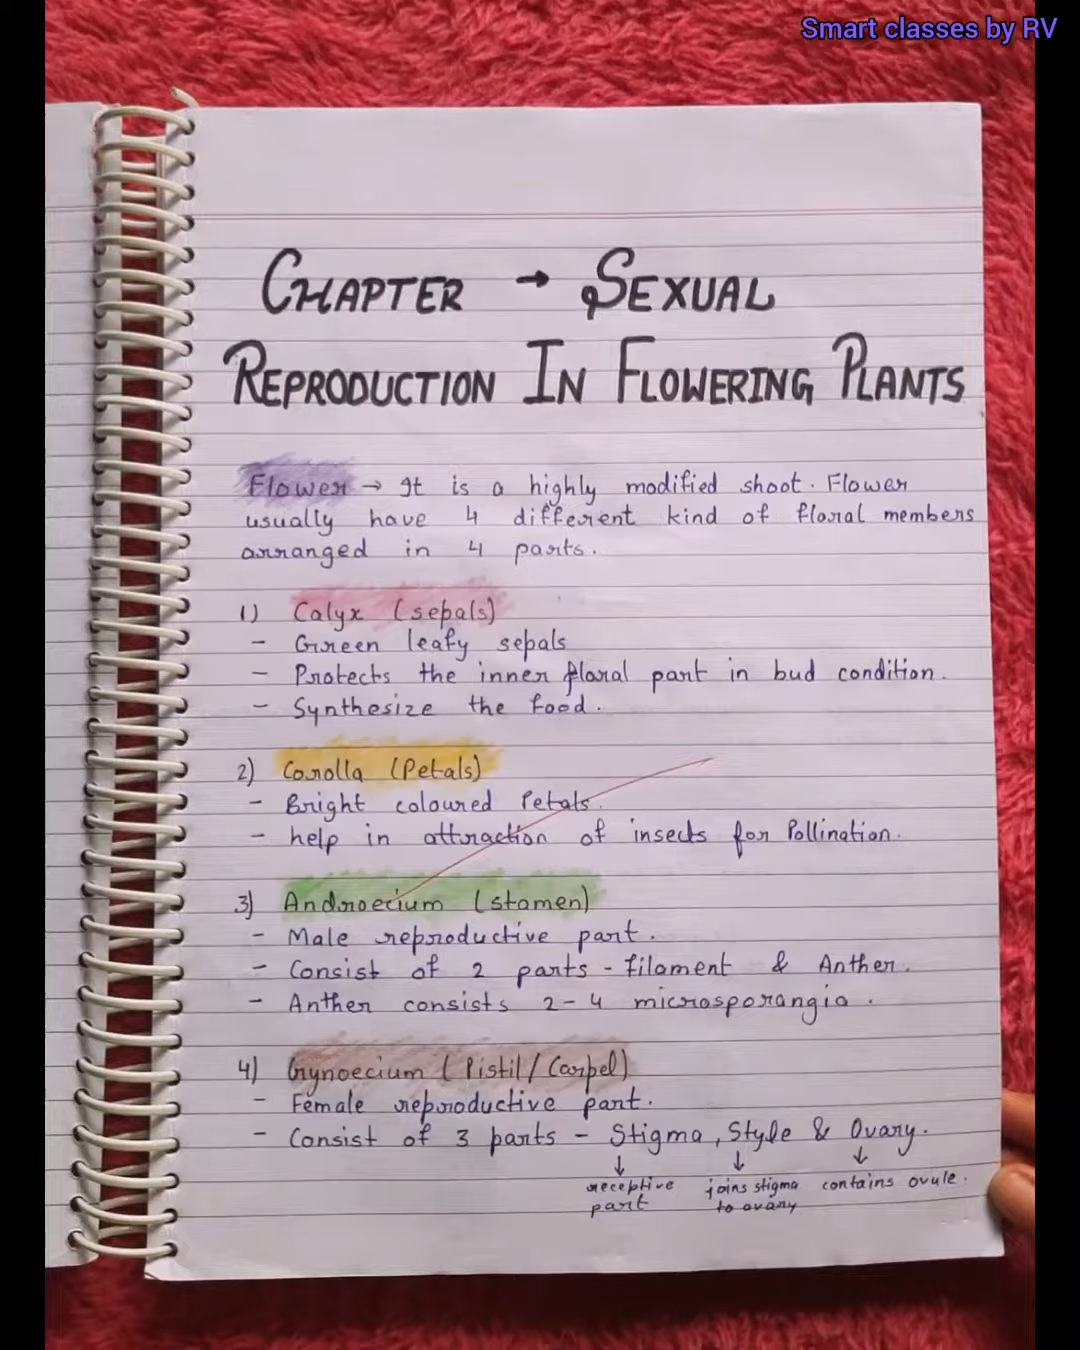 Smart classes by RV
CHAPTER → SEXUAL
REPRODUCTION IN FLOWERING PLANTS
Flower → It is a highly modified shoot. Flower
usually have 4 different kind of floral members
arranged in 4 parts.
1) Calyx (sepals)
- Green leafy sepals
- Protects the inner floral part in bud condition.
- Synthesize the food.
2) Corolla (Petals)
- Bright coloured Petals.
- help in attraction of insects for Pollination.
3) Androecium (stamen)
- Male reproductive part.
- Consist of 2 parts - filament & Anther.
- Anther consists 2-4 microsporangia.
4) Gynoecium (Pistil/Carpel)
- Female reproductive part.
- Consist of 3 parts - Stigma, Style & Ovary.
↓ ↓ ↓
receptive joins stigma contains ovule.
part to ovary